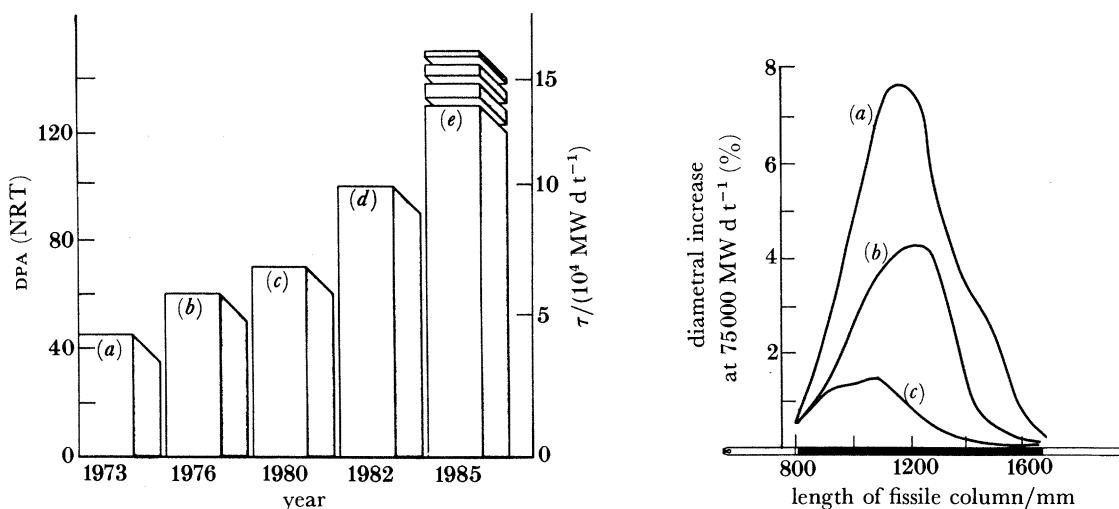 DPA (NRT)
120
80
40
0
(a)
(b)
(c)
(d)
(e)
1973 1976 1980 1982 1985
year
15
10
5
0
τ/(10⁴ MW d t⁻¹)
diametral increase
at 75000 MW d t⁻¹ (%)
8
6
4
2
(a)
(b)
(c)
800 1200 1600
length of fissile column/mm